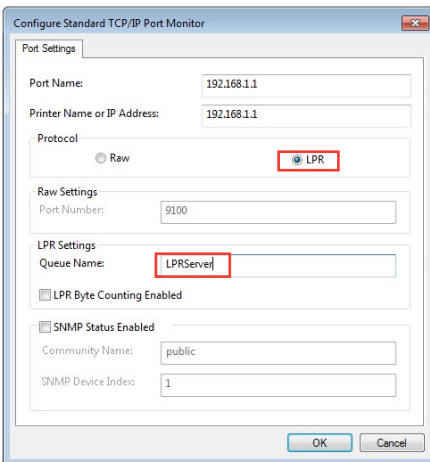 Configure Standard TCP/IP Port Monitor
Port Settings
Port Name: 192.168.1.1
Printer Name or IP Address: 192.168.1.1
Protocol
Raw LPR
Raw Settings
Port Number: 9100
LPR Settings
Queue Name: LPRServer
LPR Byte Counting Enabled
SNMP Status Enabled
Community Name: public
SNMP Device Index: 1
OK Cancel